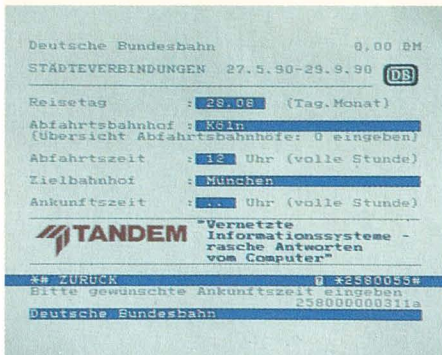 Deutsche Bundesbahn 0,00 DM
STÄDTEVERBINDUNGEN 27.5.90-29.9.90 DB
Reisetag : 28.08 (Tag.Monat)
Abfahrtsbahnhof : Köln
(Übersicht Abfahrtsbahnhöfe: 0 eingeben)
Abfahrtszeit : 12 Uhr (volle Stunde)
Zielbahnhof : München
Ankunftszeit : .. Uhr (volle Stunde)
TANDEM
"Vernetzte
Informationssysteme -
rasche Antworten
vom Computer"
*# ZURÜCK ? *2580055#
Bitte gewünschte Ankunftszeit eingeben
258000000311a
Deutsche Bundesbahn